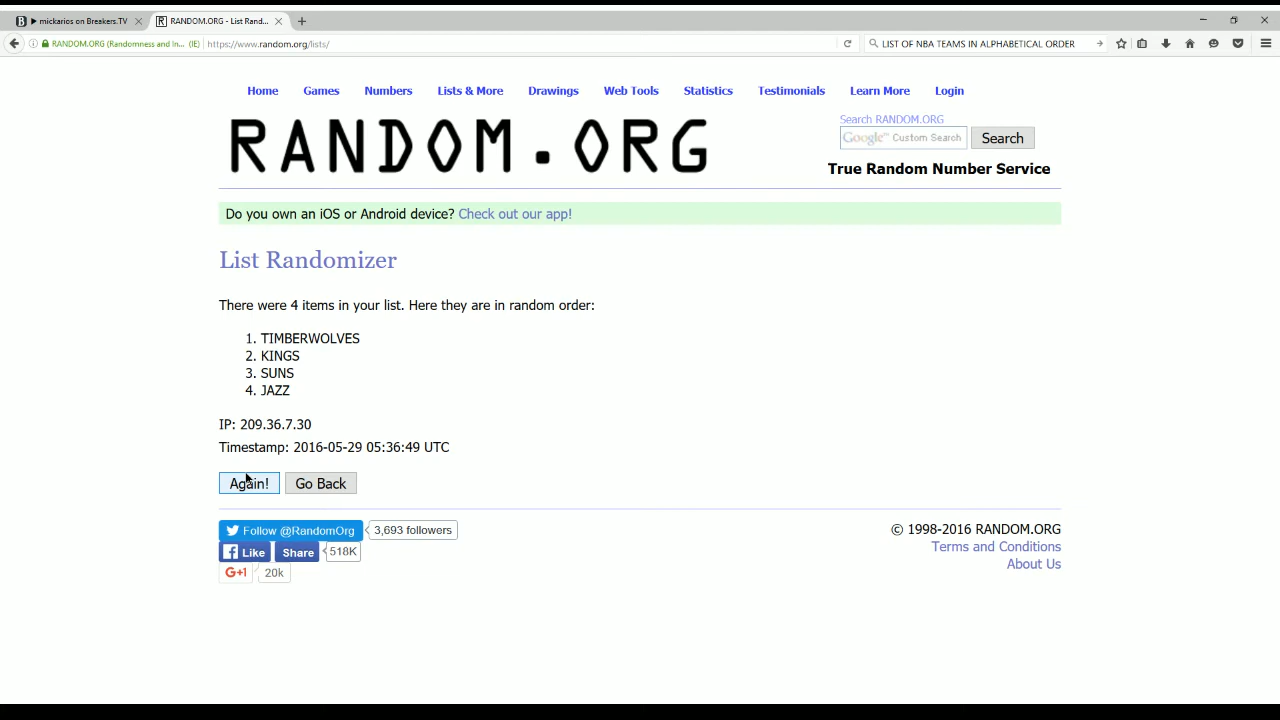 mickarios on Breakers.TV
RANDOM.ORG - List Rand...
RANDOM.ORG (Randomness and In... (IE)
https://www.random.org/lists/
LIST OF NBA TEAMS IN ALPHABETICAL ORDER
Home Games Numbers Lists & More Drawings Web Tools Statistics Testimonials Learn More Login
RANDOM.ORG
Search RANDOM.ORG
Google™ Custom Search Search
True Random Number Service
Do you own an iOS or Android device? Check out our app!
List Randomizer
There were 4 items in your list. Here they are in random order:
1. TIMBERWOLVES
2. KINGS
3. SUNS
4. JAZZ
IP: 209.36.7.30
Timestamp: 2016-05-29 05:36:49 UTC
Again! Go Back
Follow @RandomOrg 3,693 followers
Like Share 518K
G+1 20k
© 1998-2016 RANDOM.ORG
Terms and Conditions
About Us